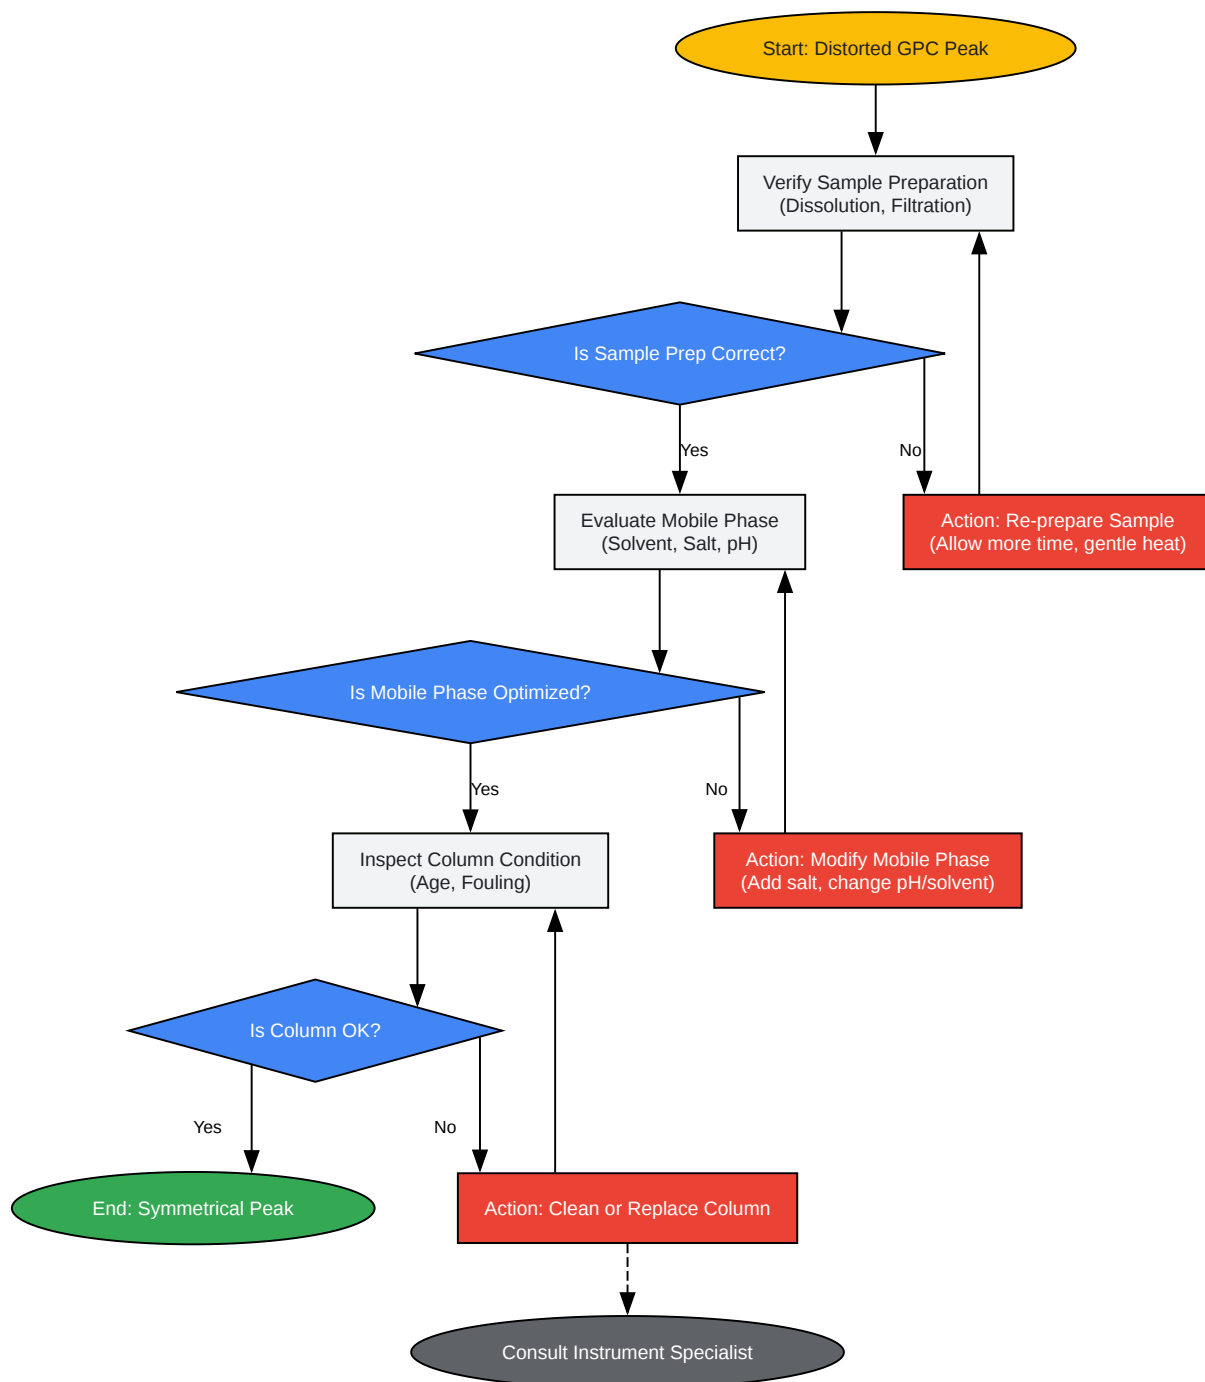 Start: Distorted GPC Peak
Verify Sample Preparation
(Dissolution, Filtration)
Is Sample Prep Correct?
Yes
No
Evaluate Mobile Phase
(Solvent, Salt, pH)
Action: Re-prepare Sample
(Allow more time, gentle heat)
Is Mobile Phase Optimized?
Yes
No
Inspect Column Condition
(Age, Fouling)
Action: Modify Mobile Phase
(Add salt, change pH/solvent)
Is Column OK?
Yes
No
End: Symmetrical Peak
Action: Clean or Replace Column
Consult Instrument Specialist